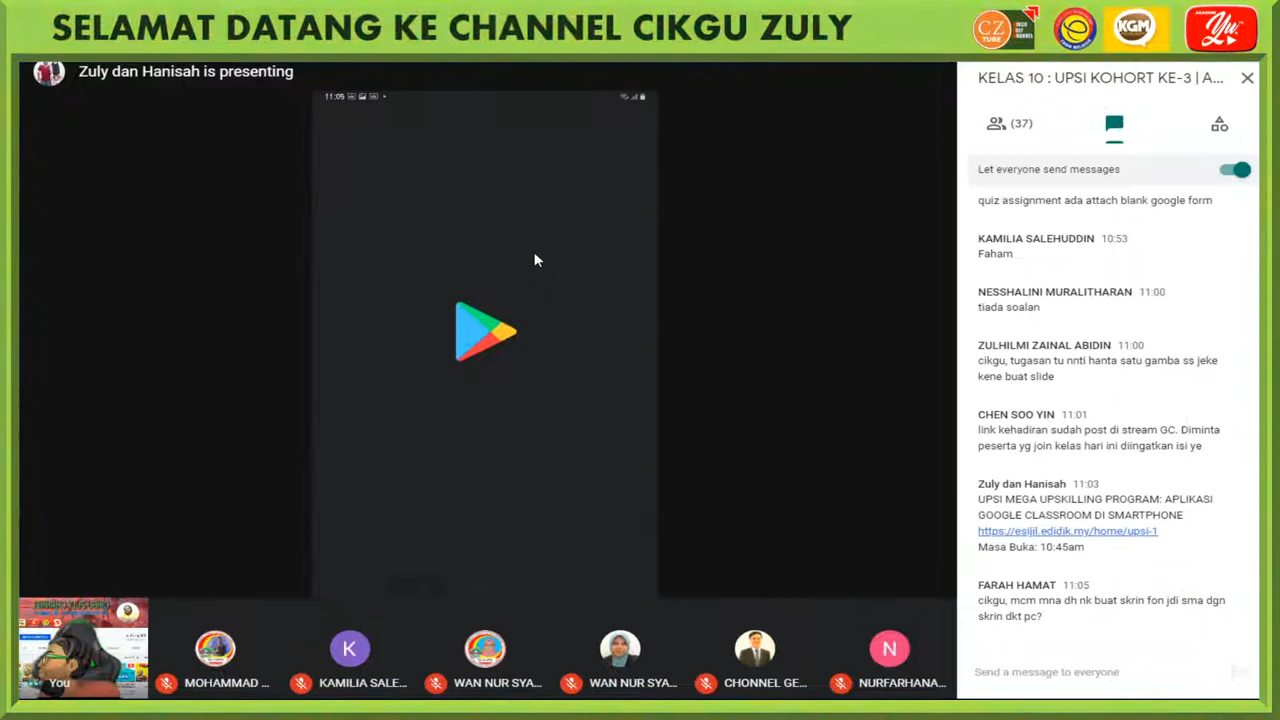 SELAMAT DATANG KE CHANNEL CIKGU ZULY
CZ
TUBE
KGM
Yu
Zuly dan Hanisah is presenting
11:05
KELAS 10 : UPSI KOHORT KE-3 | A...
(37)
Let everyone send messages
quiz assignment ada attach blank google form
KAMILIA SALEHUDDIN 10:53
Faham
NESSHALINI MURALITHARAN 11:00
tiada soalan
ZULHILMI ZAINAL ABIDIN 11:00
cikgu, tugasan tu nnti hanta satu gamba ss jeke
kene buat slide
CHEN SOO YIN 11:01
link kehadiran sudah post di stream GC. Diminta
peserta yg join kelas hari ini diingatkan isi ye
Zuly dan Hanisah 11:03
UPSI MEGA UPSKILLING PROGRAM: APLIKASI
GOOGLE CLASSROOM DI SMARTPHONE
https://esijil.edidik.my/home/upsi-1
Masa Buka: 10:45am
FARAH HAMAT 11:05
cikgu, mcm mna dh nk buat skrin fon jdi sma dgn
skrin dkt pc?
Send a message to everyone
You
MOHAMMAD ...
K
KAMILIA SALE...
WAN NUR SYA...
WAN NUR SYA...
CHONNEL GE...
N
NURFARHANA...